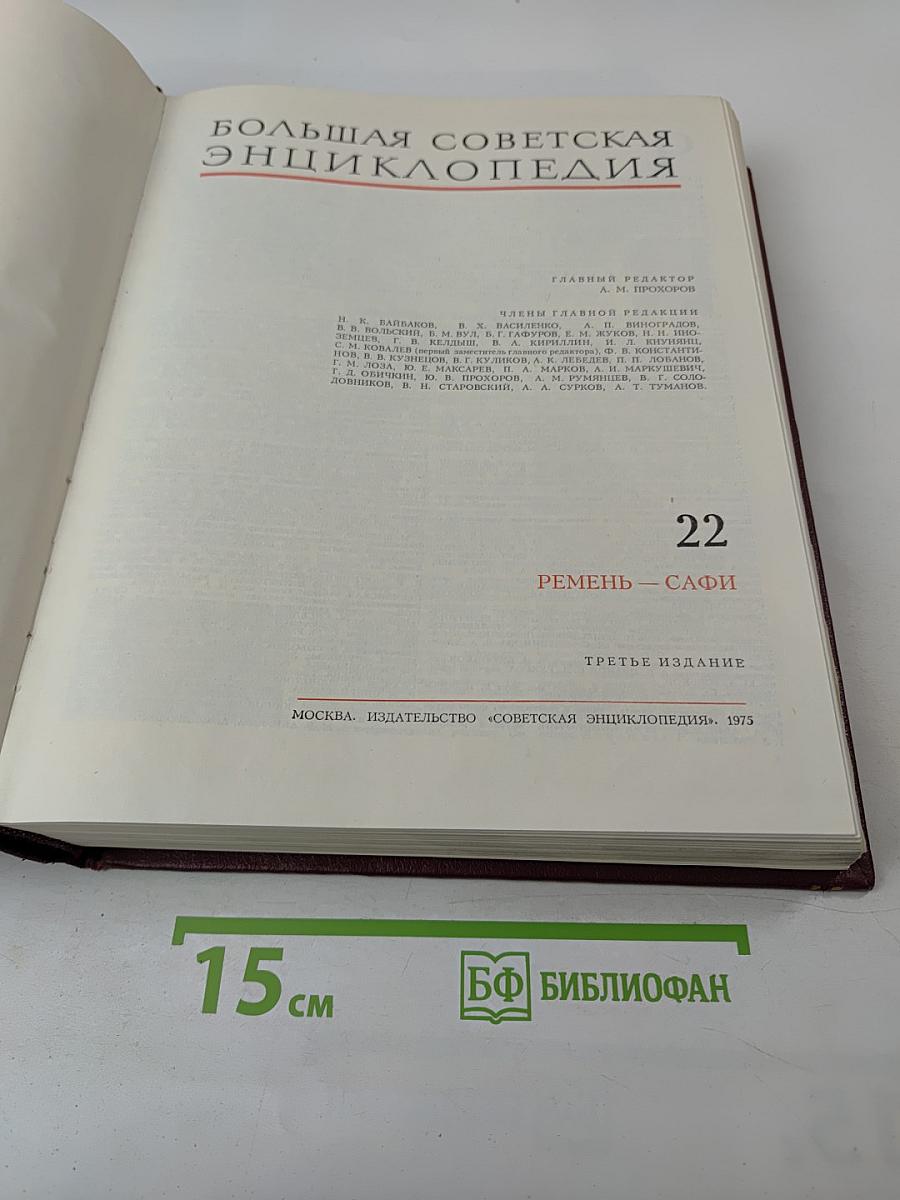 БОЛЬШАЯ СОВЕТСКАЯ
ЭНЦИКЛОПЕДИЯ
ГЛАВНЫЙ РЕДАКТОР
А. М. ПРОХОРОВ
ЧЛЕНЫ ГЛАВНОЙ РЕДАКЦИИ
Н. К. БАЙБАКОВ, В. Х. ВАСИЛЕНКО, А. П. ВИНОГРАДОВ,
В. В. ВОЛЬСКИЙ, Б. М. ВУЛ, Б. Г. ГАФУРОВ, Е. М. ЖУКОВ, Н. Н. ИНО-
ЗЕМЦЕВ, Г. В. КЕЛДЫШ, В. А. КИРИЛЛИН, И. Л. КНУНЯНЦ,
С. М. КОВАЛЕВ (первый заместитель главного редактора), Ф. В. КОНСТАНТИ-
НОВ, В. В. КУЗНЕЦОВ, В. Г. КУЛИКОВ, А. К. ЛЕБЕДЕВ, П. П. ЛОБАНОВ,
Г. М. ЛОЗА, Ю. Е. МАКСАРЕВ, П. А. МАРКОВ, А. И. МАРКУШЕВИЧ,
Г. Д. ОБИЧКИН, Ю. В. ПРОХОРОВ, А. М. РУМЯНЦЕВ, В. Г. СОЛО-
ДОВНИКОВ, В. Н. СТАРОВСКИЙ, А. А. СУРКОВ, А. Т. ТУМАНОВ.
22
РЕМЕНЬ — САФИ
ТРЕТЬЕ ИЗДАНИЕ
МОСКВА. ИЗДАТЕЛЬСТВО «СОВЕТСКАЯ ЭНЦИКЛОПЕДИЯ». 1975
15 см
БФ БИБЛИОФАН